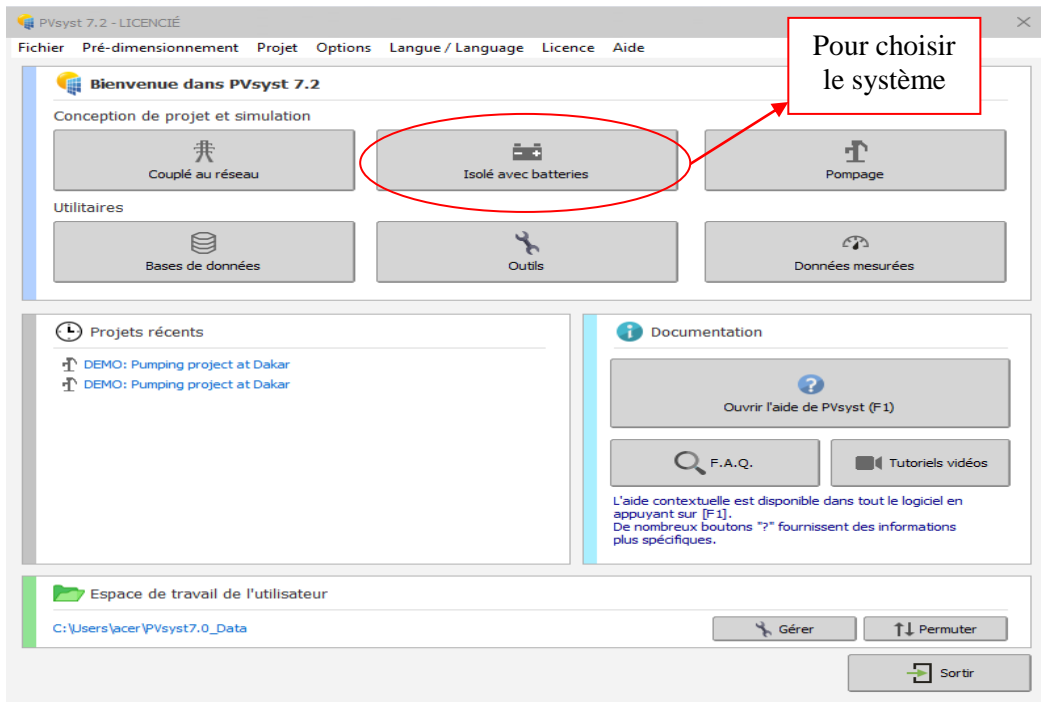 PVsyst 7.2 - LICENCIÉ
Fichier Pré-dimensionnement Projet Options Langue / Language Licence Aide
Pour choisir
le système
Bienvenue dans PVsyst 7.2
Conception de projet et simulation
Couplé au réseau
Isolé avec batteries
Pompage
Utilitaires
Bases de données
Outils
Données mesurées
Projets récents
DEMO: Pumping project at Dakar
DEMO: Pumping project at Dakar
Documentation
Ouvrir l'aide de PVsyst (F1)
F.A.Q.
Tutoriels vidéos
L'aide contextuelle est disponible dans tout le logiciel en
appuyant sur [F1].
De nombreux boutons "?" fournissent des informations
plus spécifiques.
Espace de travail de l'utilisateur
C:\Users\acer\PVsyst7.0_Data
Gérer
Permuter
Sortir